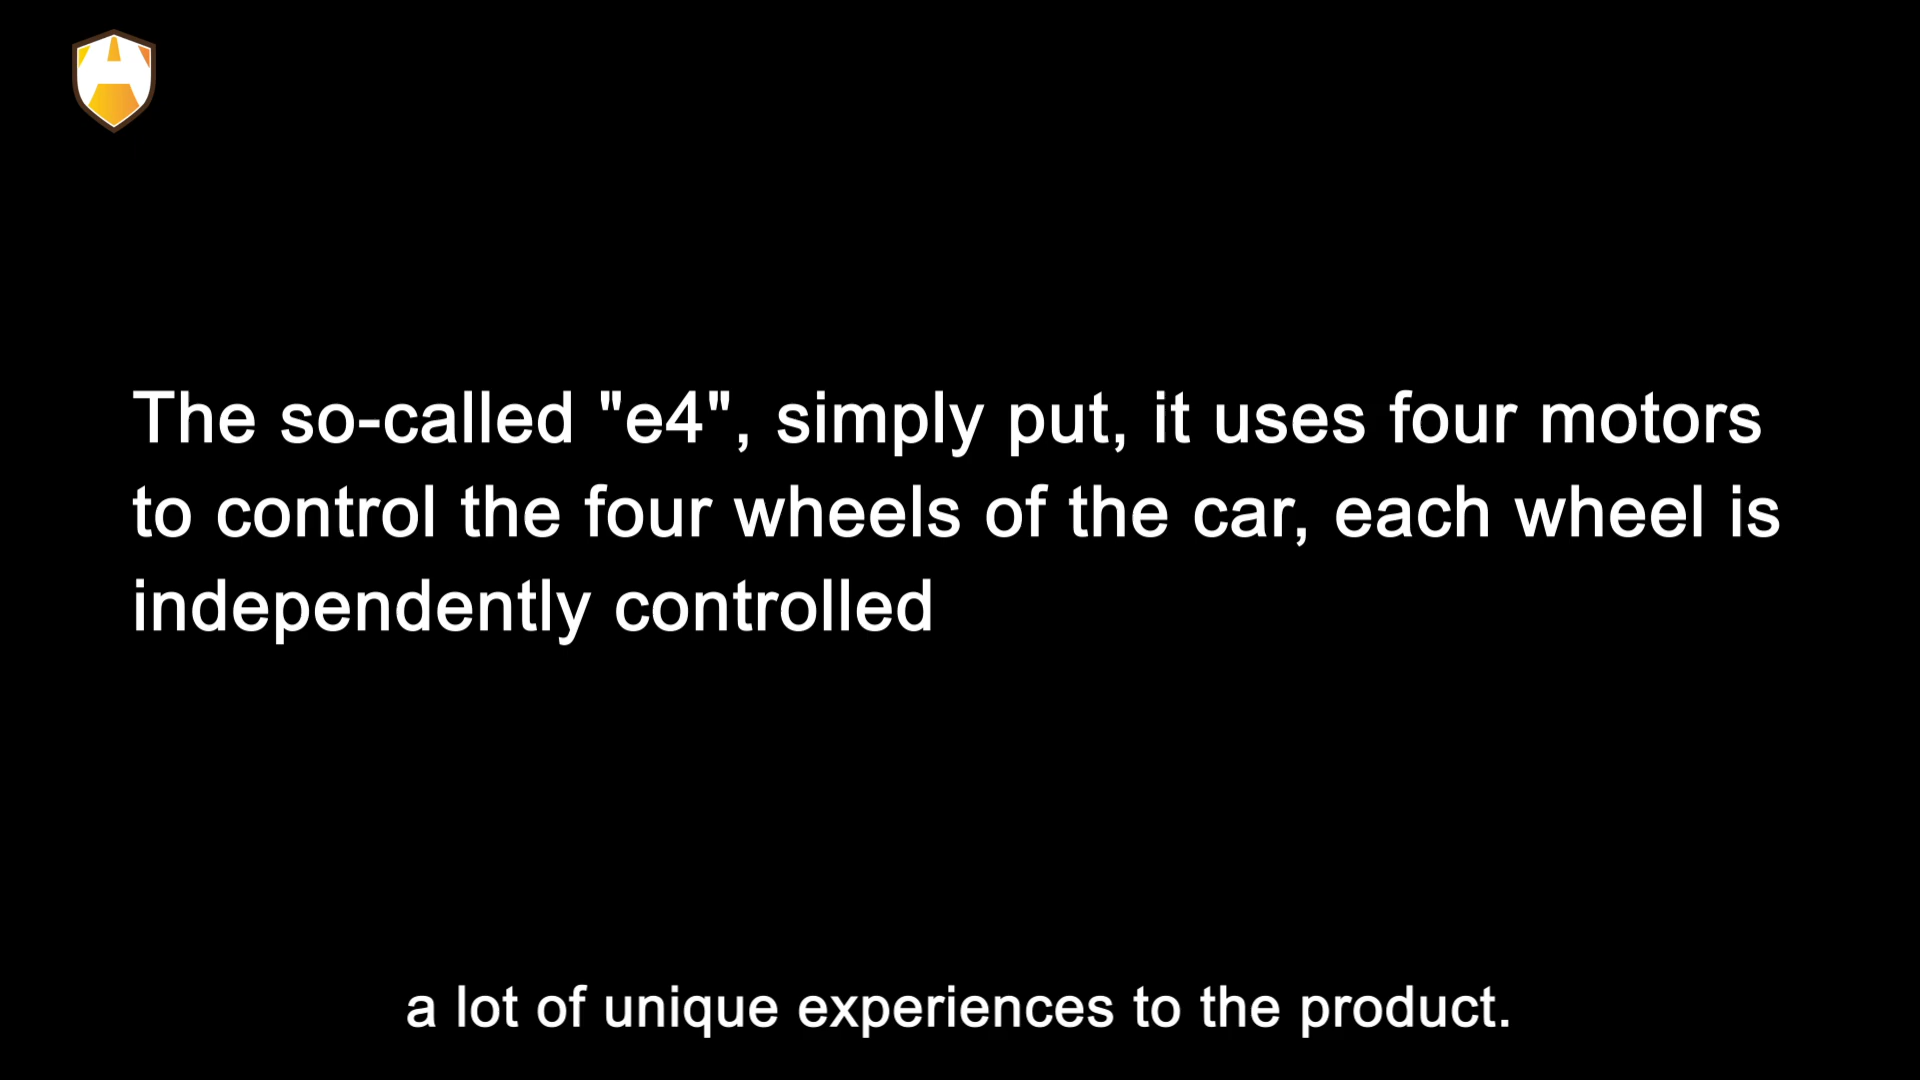 The so-called "e4", simply put, it uses four motors
to control the four wheels of the car, each wheel is
independently controlled
a lot of unique experiences to the product.